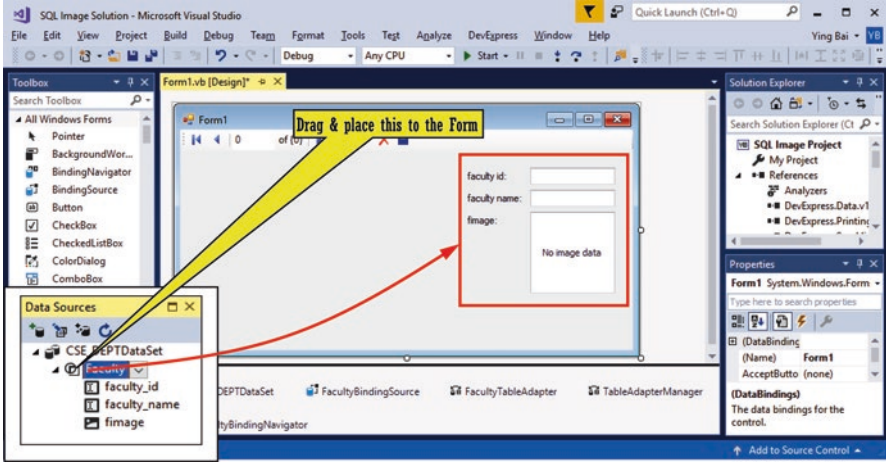 SQL Image Solution - Microsoft Visual Studio
Quick Launch (Ctrl+Q)
File Edit View Project Build Debug Team Format Tools Test Analyze DevExpress Window Help
Ying Bai
YB
Debug Any CPU Start
Toolbox
Search Toolbox
All Windows Forms
Pointer
BackgroundWor...
BindingNavigator
BindingSource
Button
CheckBox
CheckedListBox
ColorDialog
ComboBox
Form1.vb [Design]*
Form1
Drag & place this to the Form
0 of {0}
faculty id:
faculty name:
fimage:
No image data
Data Sources
CSE_DEPTDataSet
Faculty
faculty_id
faculty_name
fimage
DEPTDataSet FacultyBindingSource FacultyTableAdapter TableAdapterManager
ltyBindingNavigator
Solution Explorer
Search Solution Explorer (Ct
SQL Image Project
My Project
References
Analyzers
DevExpress.Data.v1
DevExpress.Printing
Properties
Form1 System.Windows.Form
Type here to search properties
(DataBinding
(Name) Form1
AcceptButto (none)
(DataBindings)
The data bindings for the
control.
Add to Source Control